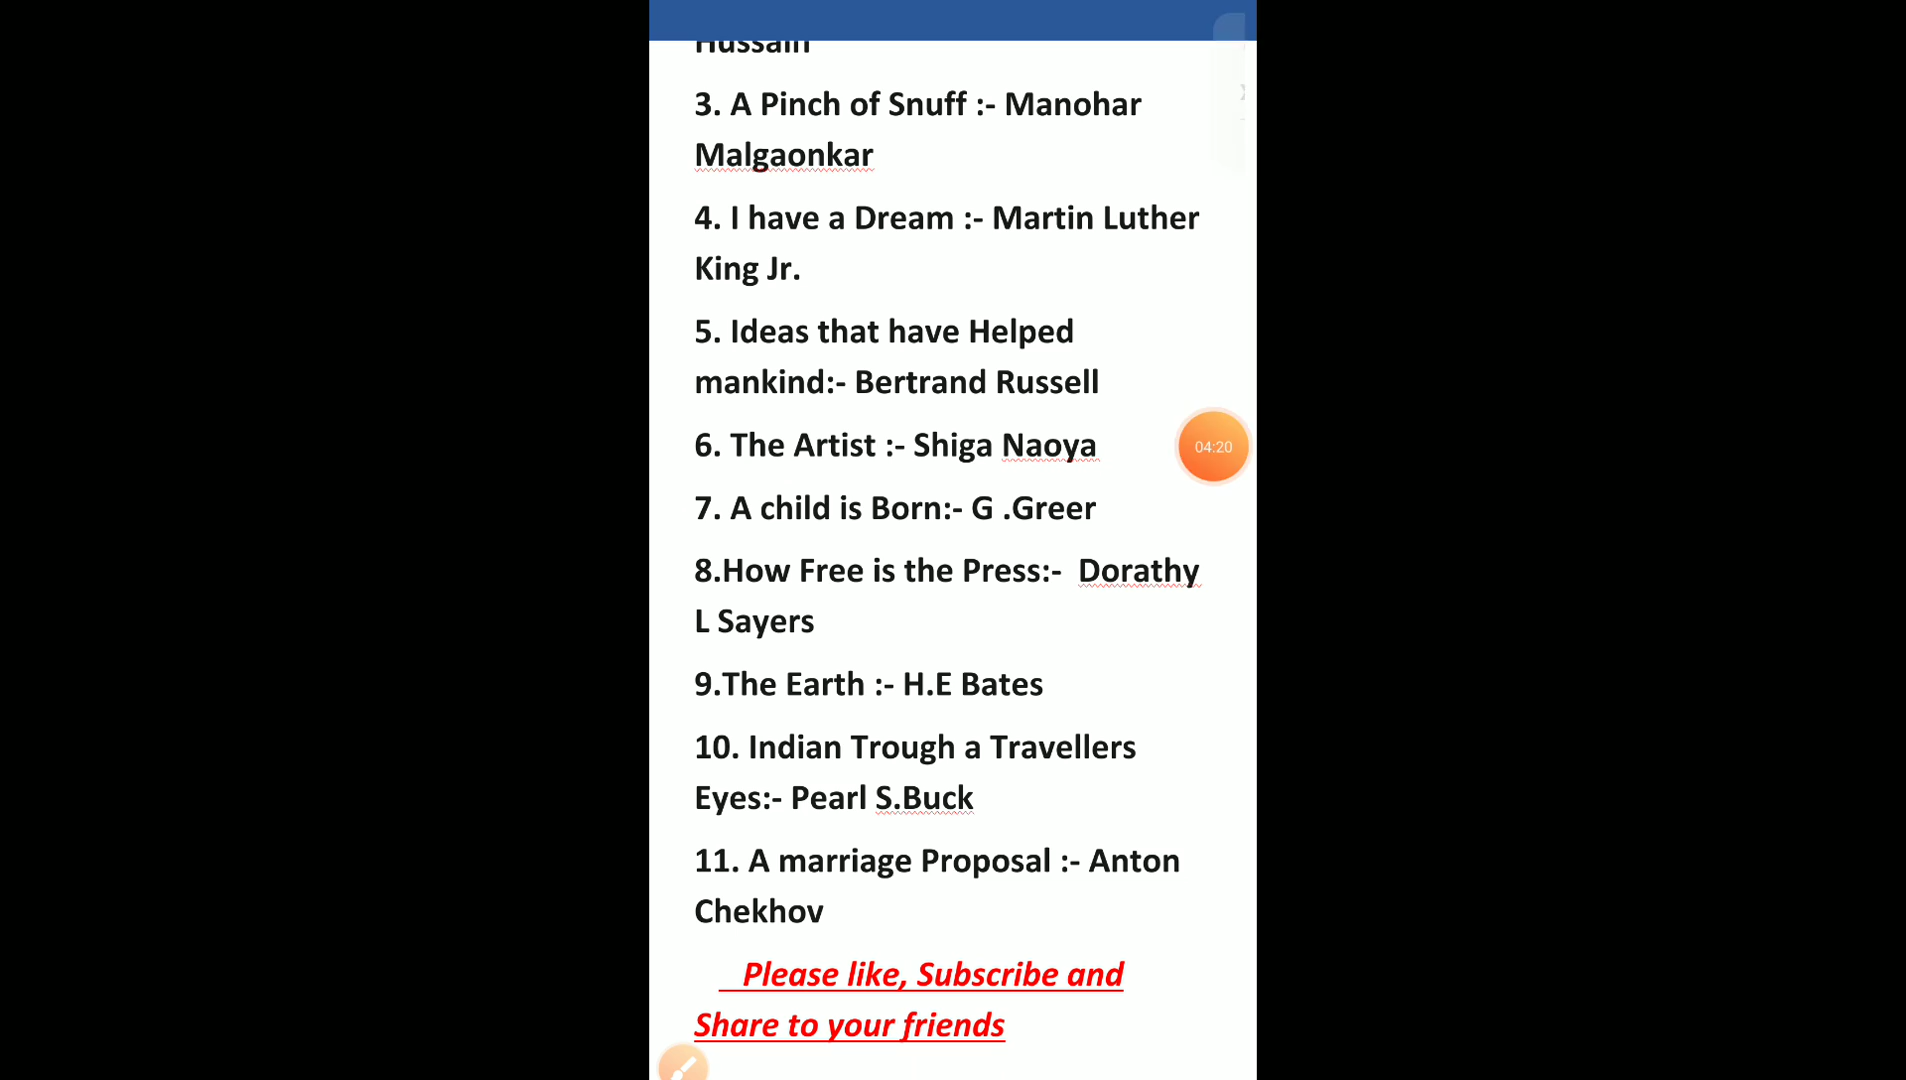 Hussain
3. A Pinch of Snuff :- Manohar
Malgaonkar
4. I have a Dream :- Martin Luther
King Jr.
5. Ideas that have Helped
mankind:- Bertrand Russell
6. The Artist :- Shiga Naoya
04:20
7. A child is Born:- G .Greer
8.How Free is the Press:- Dorathy
L Sayers
9.The Earth :- H.E Bates
10. Indian Trough a Travellers
Eyes:- Pearl S.Buck
11. A marriage Proposal :- Anton
Chekhov
Please like, Subscribe and
Share to your friends